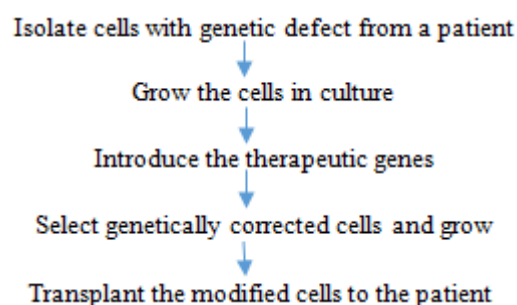 Isolate cells with genetic defect from a patient
Grow the cells in culture
Introduce the therapeutic genes
Select genetically corrected cells and grow
Transplant the modified cells to the patient